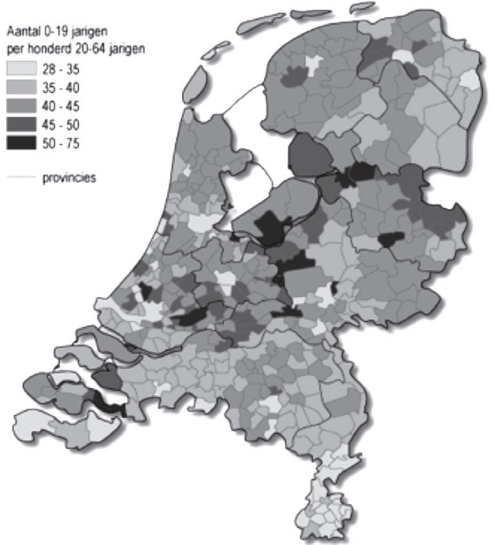 Aantal 0-19 jarigen
per honderd 20-64 jarigen
28 - 35
35 - 40
40 - 45
45 - 50
50 - 75
provincies